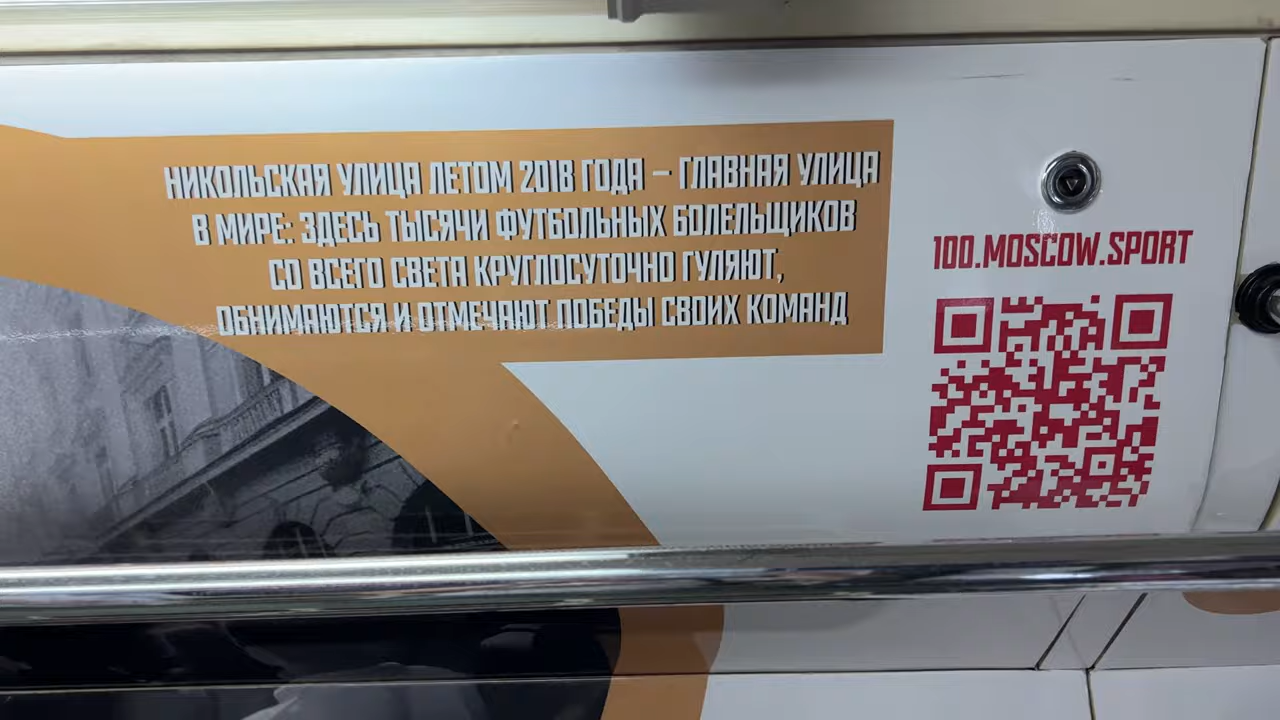 НИКОЛЬСКАЯ УЛИЦА ЛЕТОМ 2018 ГОДА – ГЛАВНАЯ УЛИЦА
В МИРЕ: ЗДЕСЬ ТЫСЯЧИ ФУТБОЛЬНЫХ БОЛЕЛЬЩИКОВ
СО ВСЕГО СВЕТА КРУГЛОСУТОЧНО ГУЛЯЮТ,
ОБНИМАЮТСЯ И ОТМЕЧАЮТ ПОБЕДЫ СВОИХ КОМАНД
100.MOSCOW.SPORT